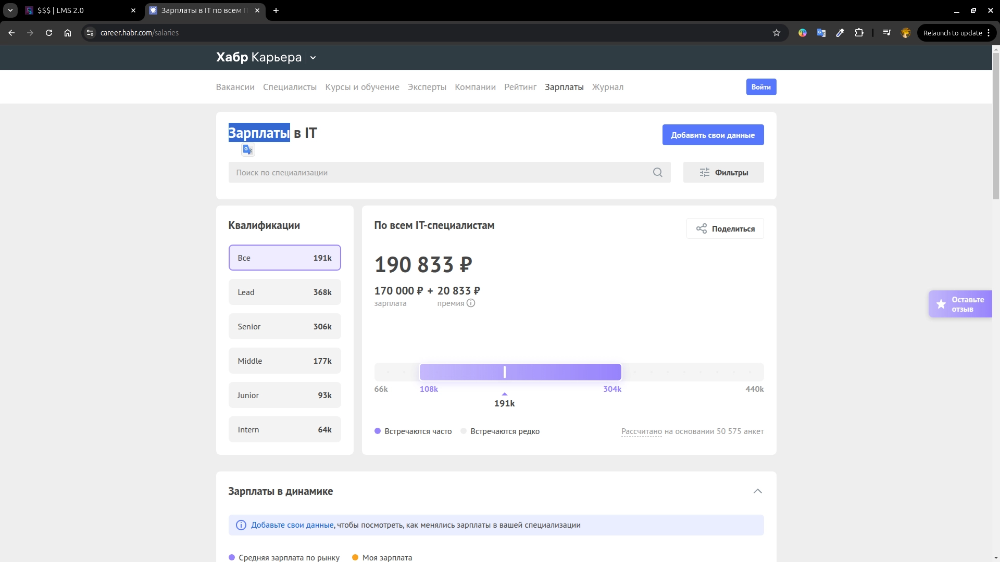 $$$ | LMS 2.0
Зарплаты в IT по всем
career.habr.com/salaries
Relaunch to update
Хабр Карьера
Вакансии Специалисты Курсы и обучение Эксперты Компании Рейтинг Зарплаты Журнал
Войти
Зарплаты в IT
Добавить свои данные
Поиск по специализации
Фильтры
Квалификации
Все 191k
Lead 368k
Senior 306k
Middle 177k
Junior 93k
Intern 64k
По всем IT-специалистам
Поделиться
190 833 ₽
170 000 ₽ + 20 833 ₽
зарплата премия
66k 108k 304k 440k
191k
Встречаются часто Встречаются редко
Рассчитано на основании 50 575 анкет
Оставьте
отзыв
Зарплаты в динамике
Добавьте свои данные, чтобы посмотреть, как менялись зарплаты в вашей специализации
Средняя зарплата по рынку Моя зарплата